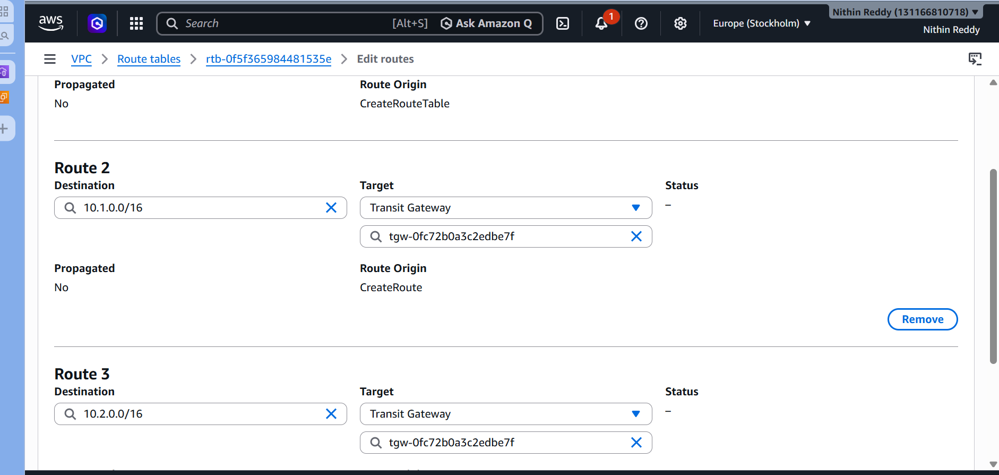 aws
Search [Alt+S] Ask Amazon Q
1
Europe (Stockholm)
Nithin Reddy (131166810718)
Nithin Reddy
VPC Route tables rtb-0f5f365984481535e Edit routes
Propagated Route Origin
No CreateRouteTable
Route 2
Destination Target Status
10.1.0.0/16 Transit Gateway –
tgw-0fc72b0a3c2edbe7f
Propagated Route Origin
No CreateRoute
Remove
Route 3
Destination Target Status
10.2.0.0/16 Transit Gateway –
tgw-0fc72b0a3c2edbe7f